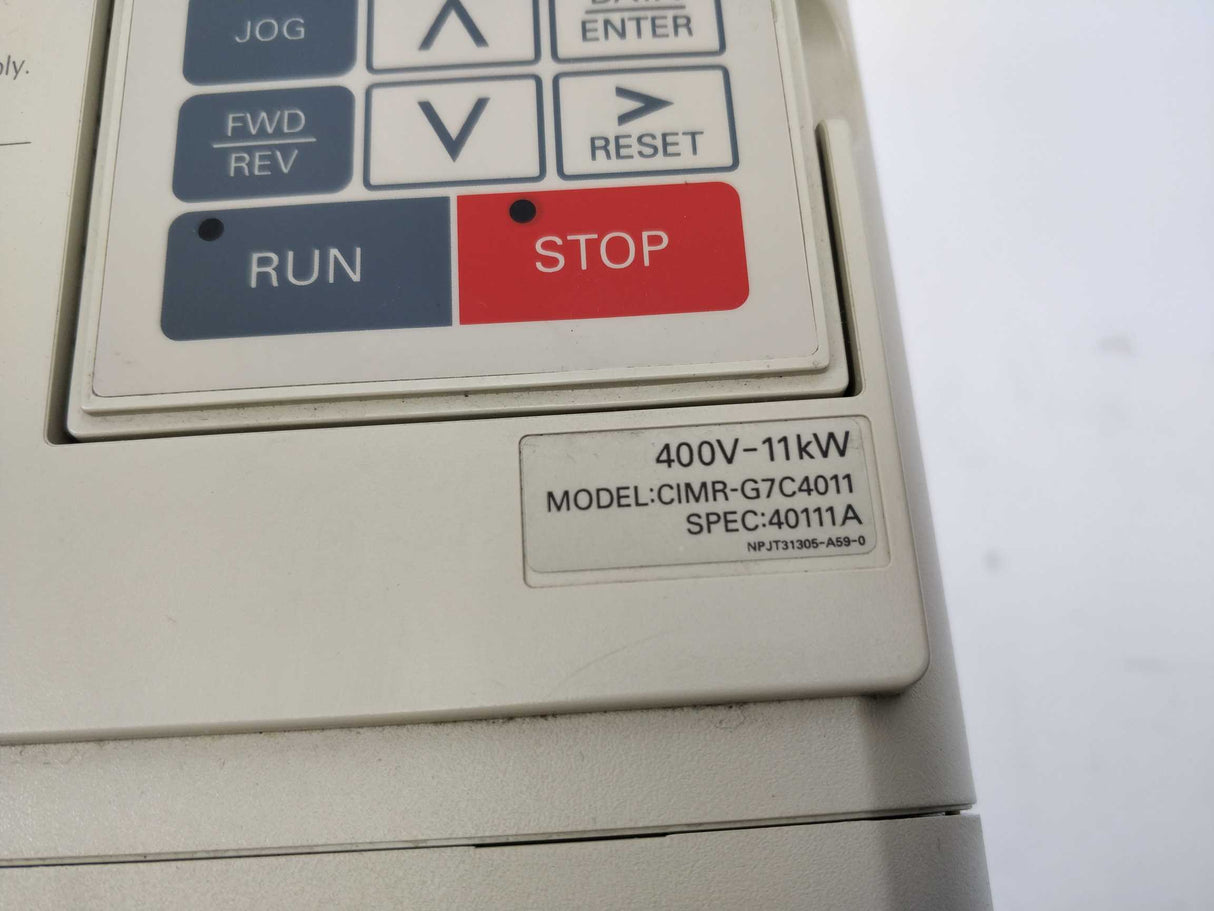 JOG
ENTER
FWD
REV
>
RESET
RUN
STOP
400V-11kW
MODEL:CIMR-G7C4011
SPEC:40111A
NPJT31305-A59-0